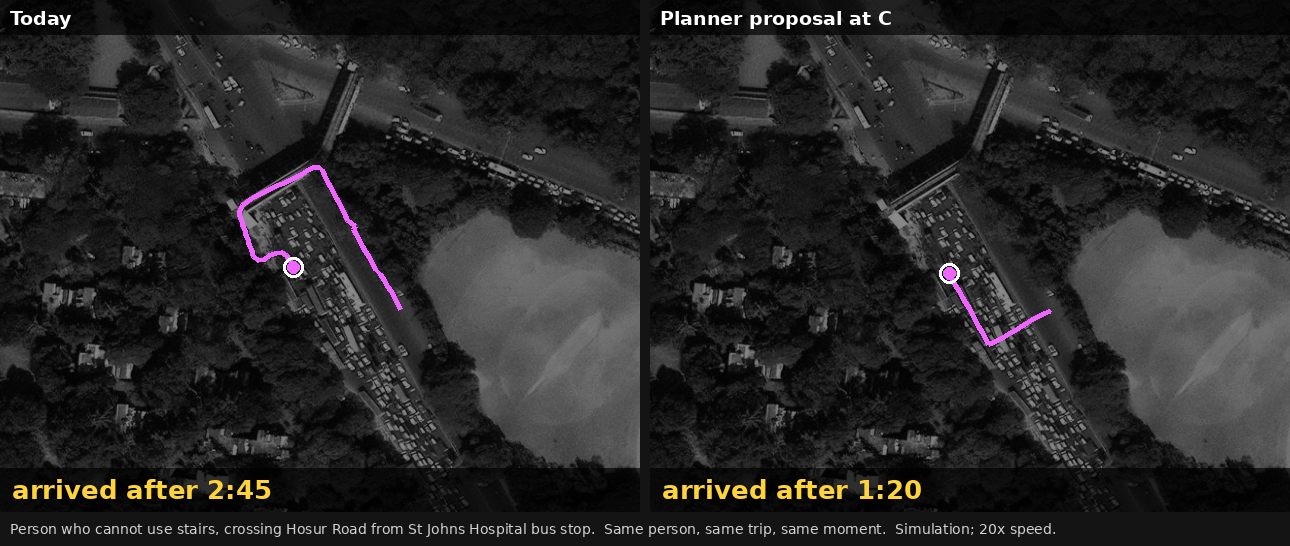 Today
Planner proposal at C
arrived after 2:45
arrived after 1:20
Person who cannot use stairs, crossing Hosur Road from St Johns Hospital bus stop.  Same person, same trip, same moment.  Simulation; 20x speed.